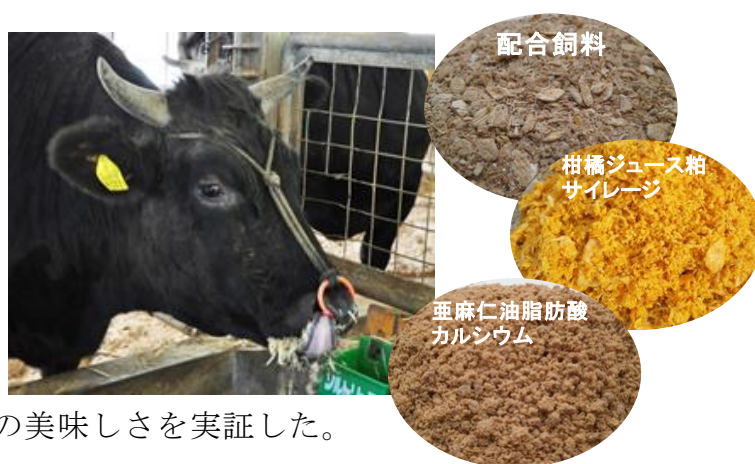 配合飼料
柑橘ジュース粕
サイレージ
亜麻仁油脂肪酸
カルシウム
の美味しさを実証した。